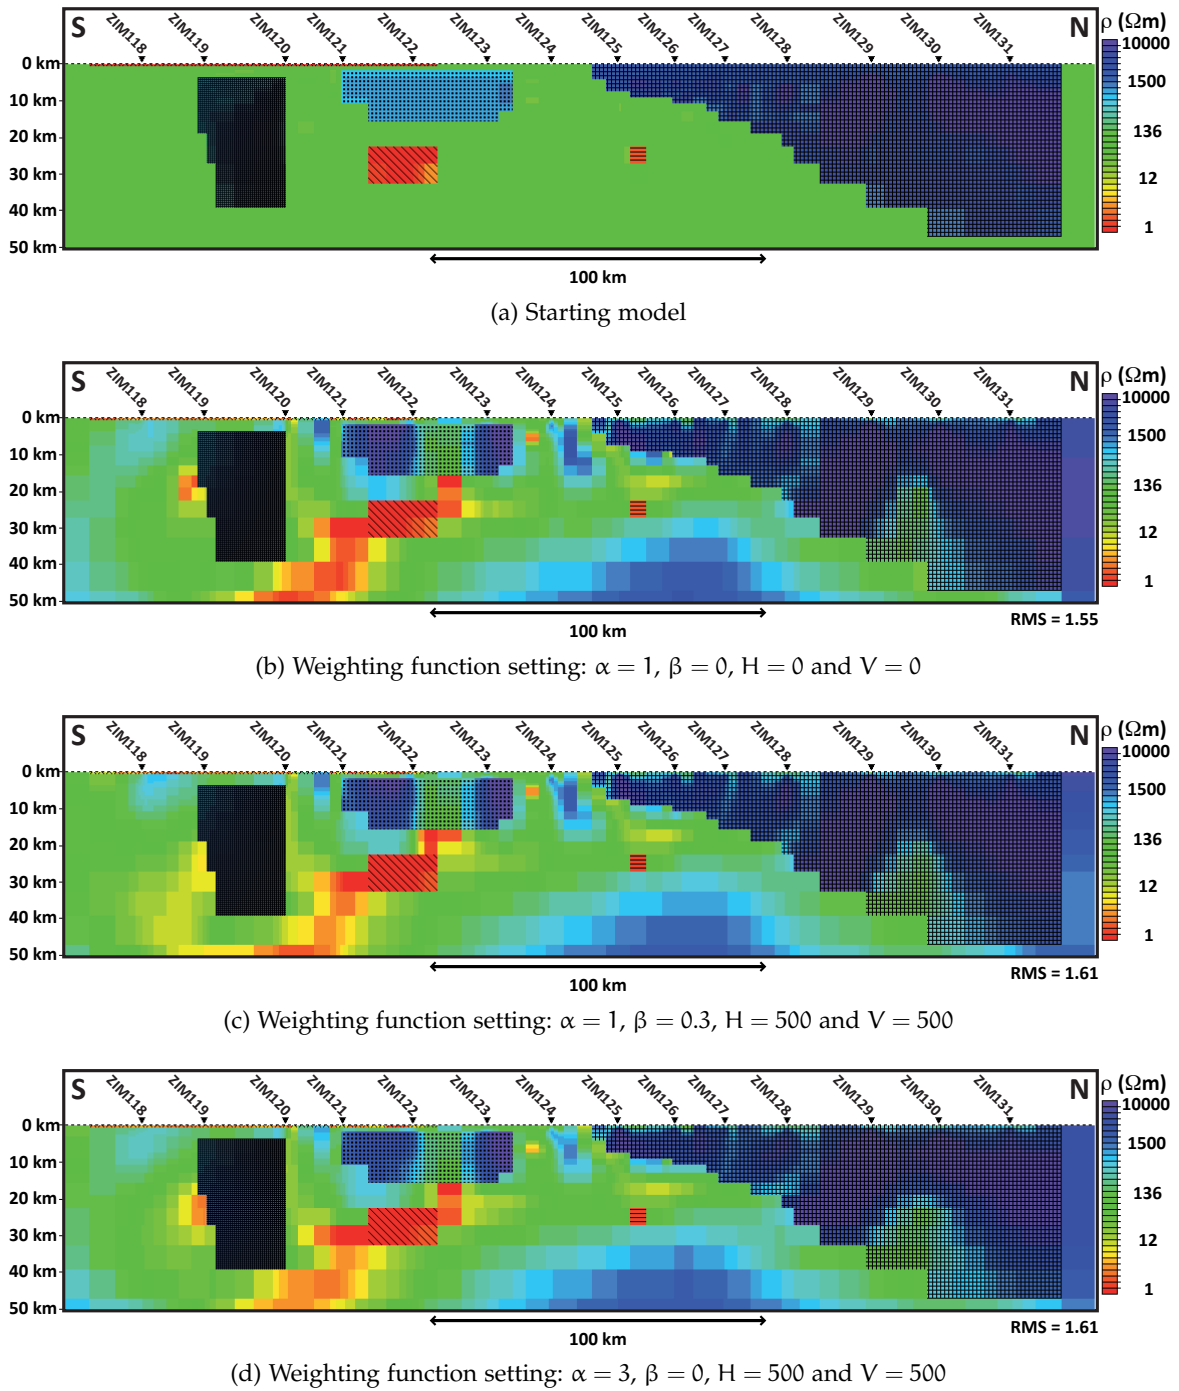 S ZIM118 ZIM119 ZIM120 ZIM121 ZIM122 ZIM123 ZIM124 ZIM125 ZIM126 ZIM127 ZIM128 ZIM129 ZIM130 ZIM131 N ρ (Ωm)
0 km 10000
10 km 1500
20 km 136
30 km 12
40 km 1
50 km
100 km
(a) Starting model
S ZIM118 ZIM119 ZIM120 ZIM121 ZIM122 ZIM123 ZIM124 ZIM125 ZIM126 ZIM127 ZIM128 ZIM129 ZIM130 ZIM131 N ρ (Ωm)
0 km 10000
10 km 1500
20 km 136
30 km 12
40 km 1
50 km
100 km RMS = 1.55
(b) Weighting function setting: α = 1, β = 0, H = 0 and V = 0
S ZIM118 ZIM119 ZIM120 ZIM121 ZIM122 ZIM123 ZIM124 ZIM125 ZIM126 ZIM127 ZIM128 ZIM129 ZIM130 ZIM131 N ρ (Ωm)
0 km 10000
10 km 1500
20 km 136
30 km 12
40 km 1
50 km
100 km RMS = 1.61
(c) Weighting function setting: α = 1, β = 0.3, H = 500 and V = 500
S ZIM118 ZIM119 ZIM120 ZIM121 ZIM122 ZIM123 ZIM124 ZIM125 ZIM126 ZIM127 ZIM128 ZIM129 ZIM130 ZIM131 N ρ (Ωm)
0 km 10000
10 km 1500
20 km 136
30 km 12
40 km 1
50 km
100 km RMS = 1.61
(d) Weighting function setting: α = 3, β = 0, H = 500 and V = 500